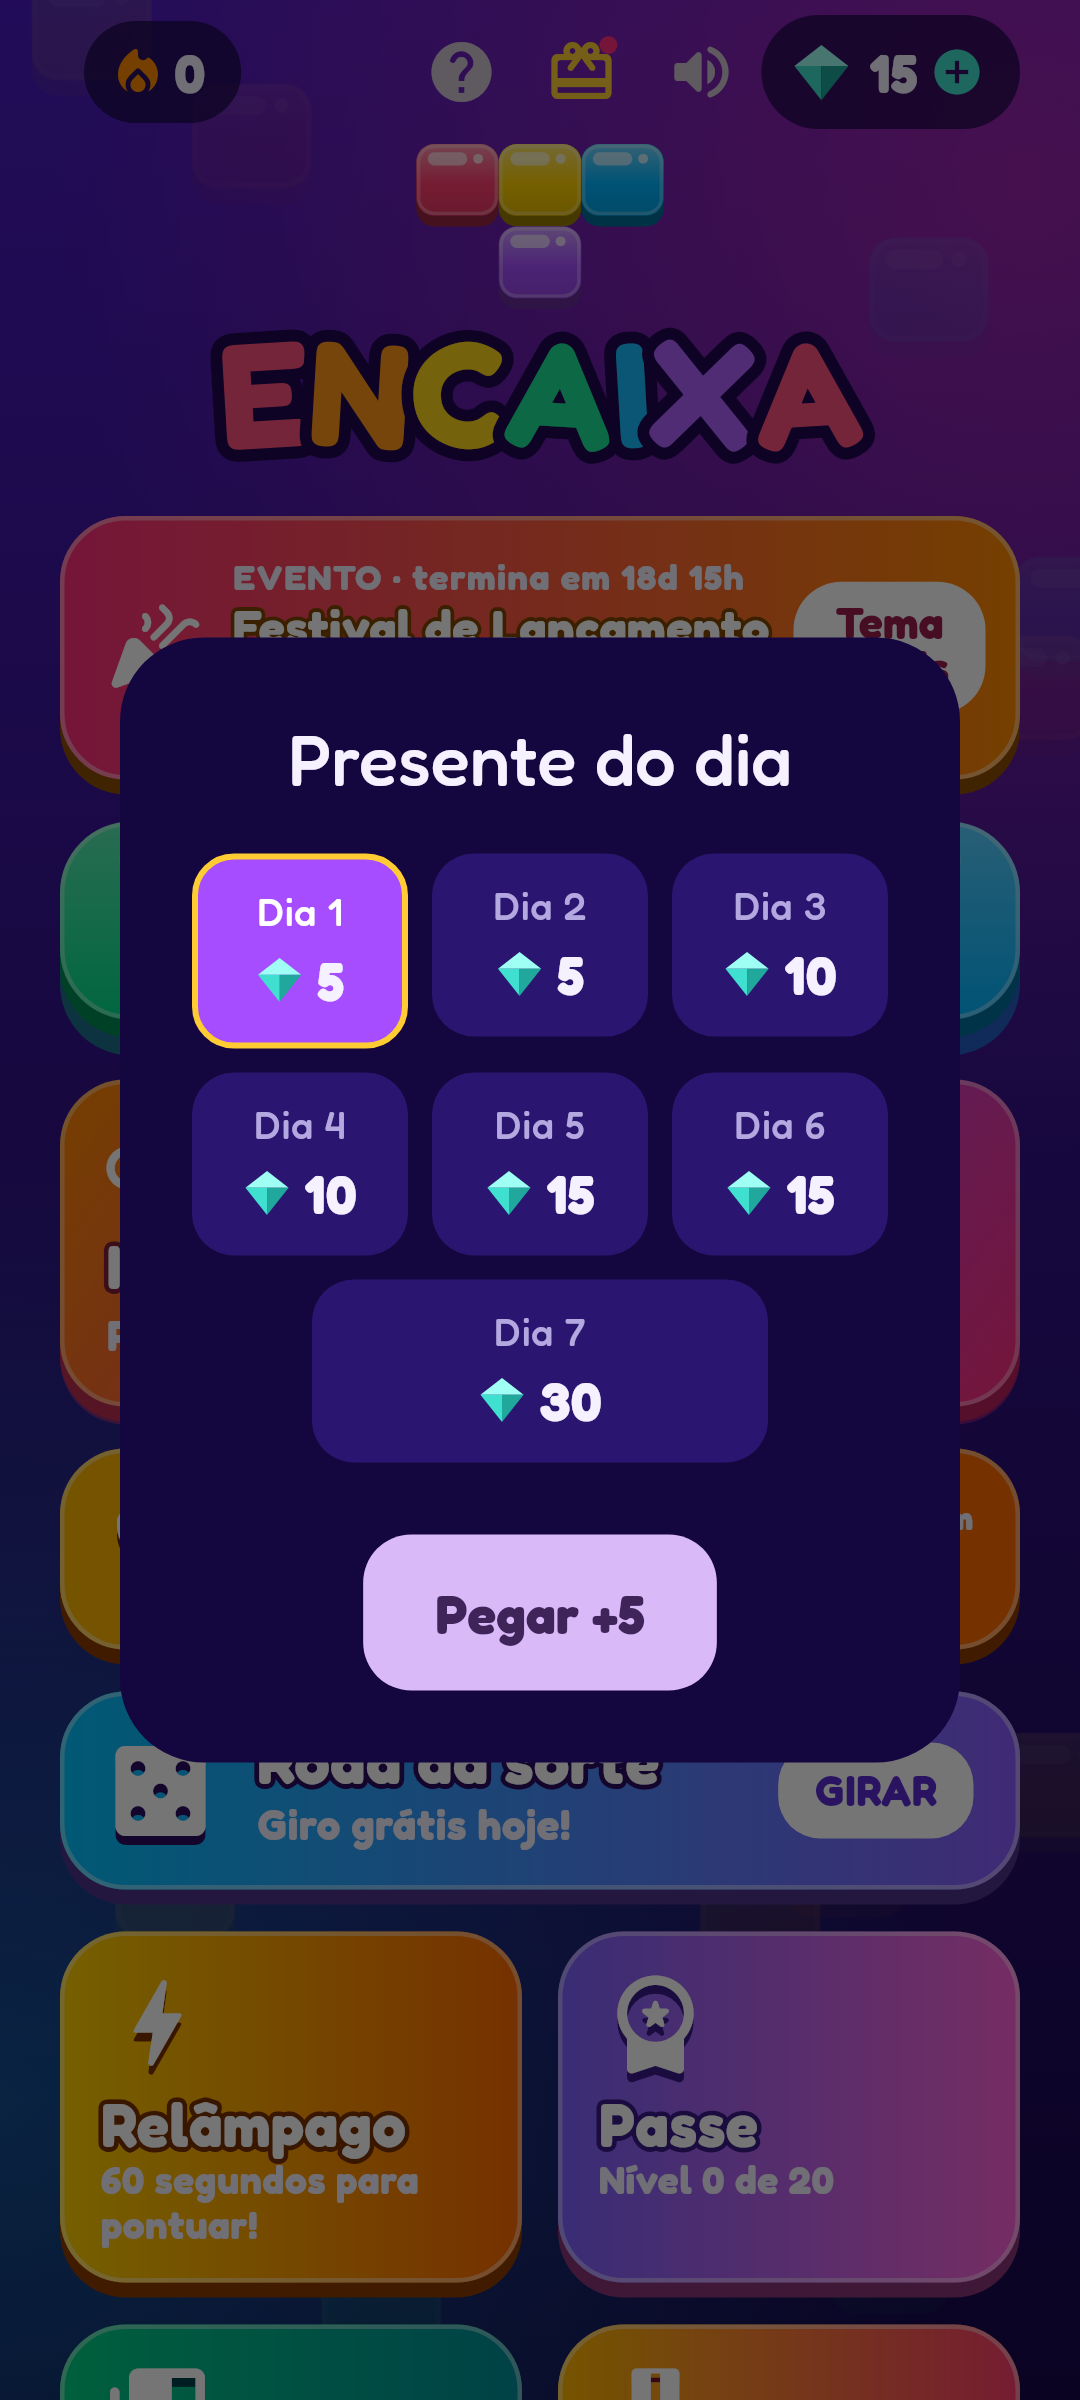 0
15
ENCAIXA
EVENTO · termina em 18d 15h
Festival de Lançamento
Tema
Presente do dia
Dia 1
5
Dia 2
5
Dia 3
10
Dia 4
10
Dia 5
15
Dia 6
15
Dia 7
30
Pegar +5
Roda da sorte
Giro grátis hoje!
GIRAR
Relâmpago
60 segundos para
pontuar!
Passe
Nível 0 de 20